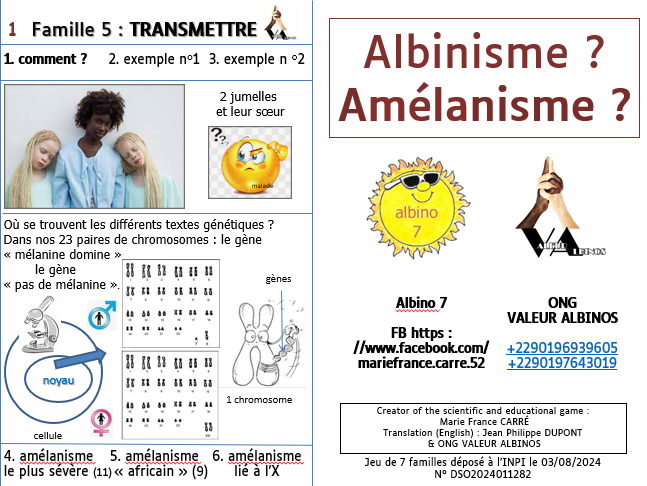 1 Famille 5 : TRANSMETTRE
1. comment ? 2. exemple n°1 3. exemple n °2
2 jumelles
et leur sœur
??
malade
Où se trouvent les différents textes génétiques ?
Dans nos 23 paires de chromosomes : le gène
« mélanine domine »
le gène
« pas de mélanine ».
gènes
noyau
cellule
1 chromosome
4. amélanisme 5. amélanisme 6. amélanisme
le plus sévère (11) « africain » (9) lié à l'X
Albinisme ?
Amélanisme ?
albino
7
VALEUR
ALBINOS
Albino 7
FB https :
//www.facebook.com/
mariefrance.carre.52
ONG
VALEUR ALBINOS
+2290196939605
+2290197643019
Creator of the scientific and educational game :
Marie France CARRÉ
Translation (English) : Jean Philippe DUPONT
& ONG VALEUR ALBINOS
Jeu de 7 familles déposé à l'INPI le 03/08/2024
N° DSO2024011282